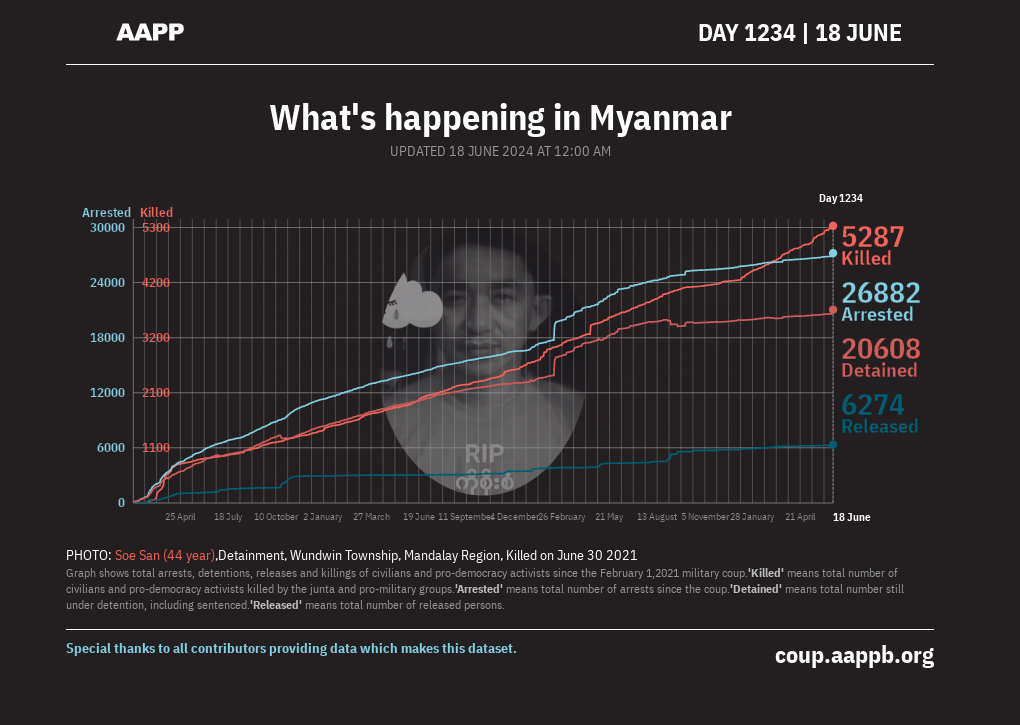 AAPP
DAY 1234 | 18 JUNE
What's happening in Myanmar
UPDATED 18 JUNE 2024 AT 12:00 AM
Day 1234
Arrested Killed
30000 5300
24000 4200
18000 3200
12000 2100
6000 1100
0
5287
Killed
26882
Arrested
20608
Detained
6274
Released
RIP
25 April 18 July 10 October 2 January 27 March 19 June 11 September 4 December 26 February 21 May 13 August 5 November 28 January 21 April 18 June
PHOTO: Soe San (44 year),Detainment, Wundwin Township, Mandalay Region, Killed on June 30 2021
Graph shows total arrests, detentions, releases and killings of civilians and pro-democracy activists since the February 1,2021 military coup.'Killed' means total number of
civilians and pro-democracy activists killed by the junta and pro-military groups.'Arrested' means total number of arrests since the coup.'Detained' means total number still
under detention, including sentenced.'Released' means total number of released persons.
Special thanks to all contributors providing data which makes this dataset.
coup.aappb.org